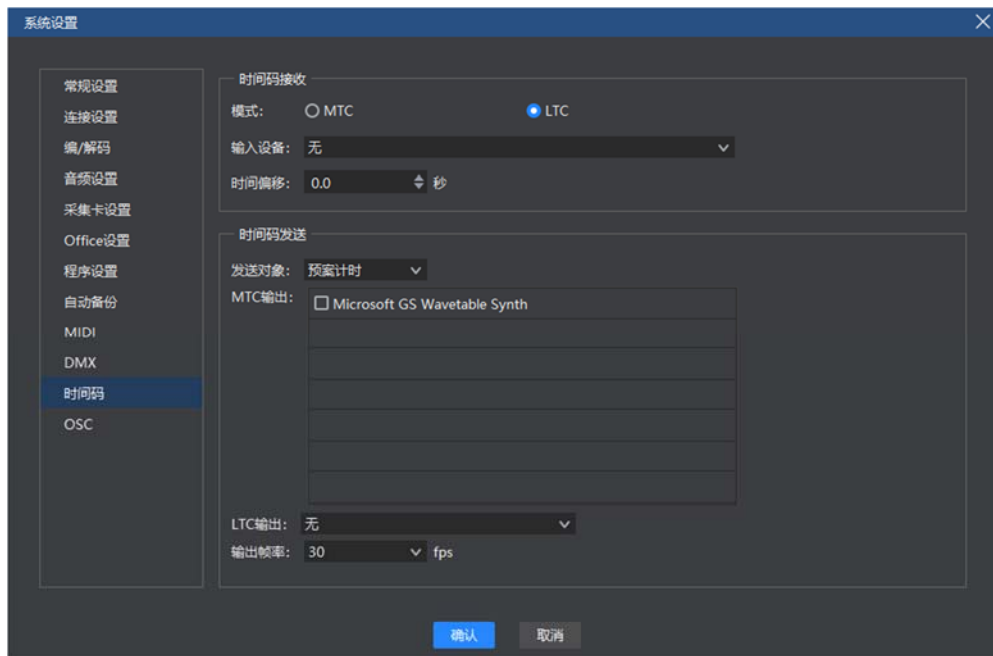 系统设置
常规设置
连接设置
编/解码
音频设置
采集卡设置
Office设置
程序设置
自动备份
MIDI
DMX
时间码
OSC
时间码接收
模式: MTC LTC
输入设备: 无
时间偏移: 0.0 秒
时间码发送
发送对象: 预案计时
MTC输出: Microsoft GS Wavetable Synth
LTC输出: 无
输出帧率: 30 fps
确认 取消